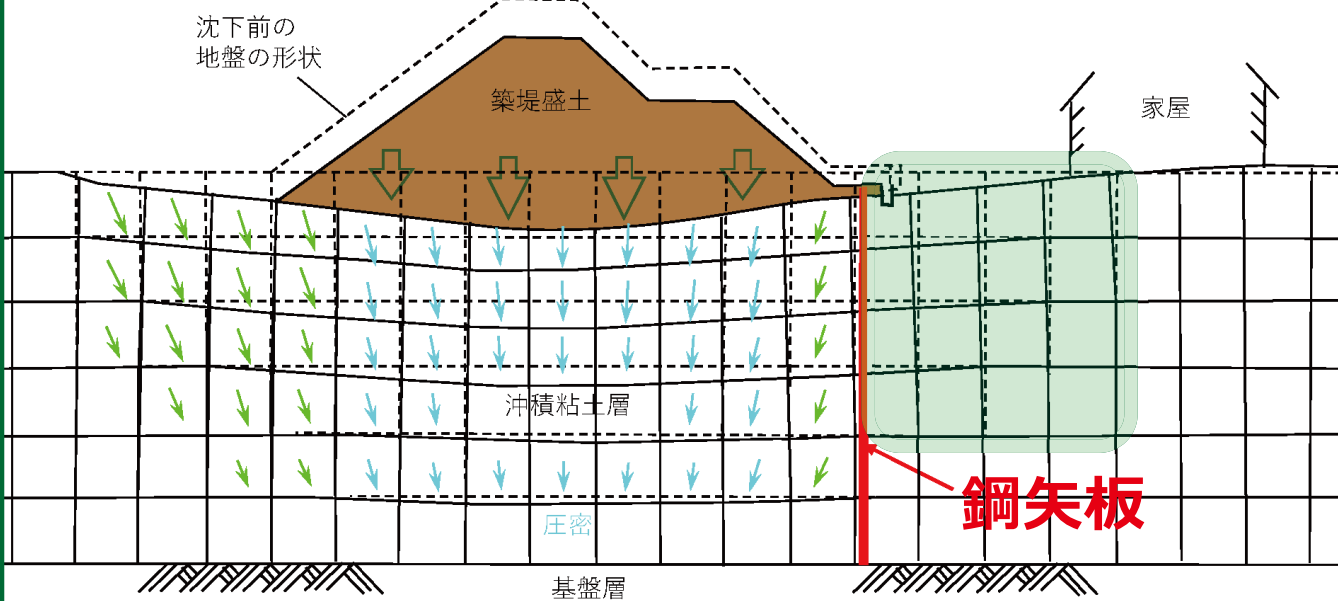 沈下前の
地盤の形状
築堤盛土
家屋
沖積粘土層
鋼矢板
圧密
基盤層